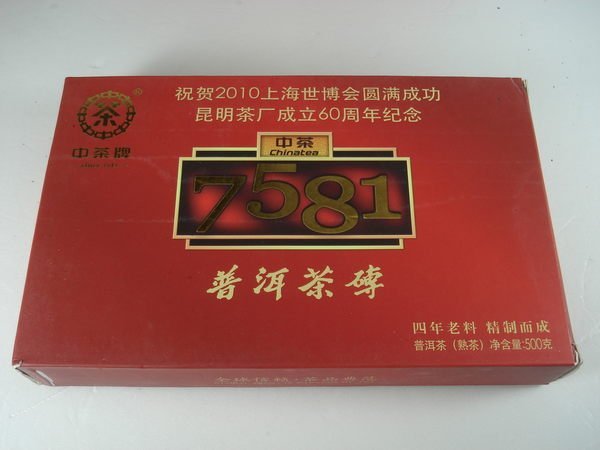 祝贺2010上海世博会圆满成功
昆明茶厂成立60周年纪念
茶
®
中茶牌
中茶
Chinatea
7581
普洱茶磚
四年老料 精制而成
普洱茶（熟茶）净含量:500克